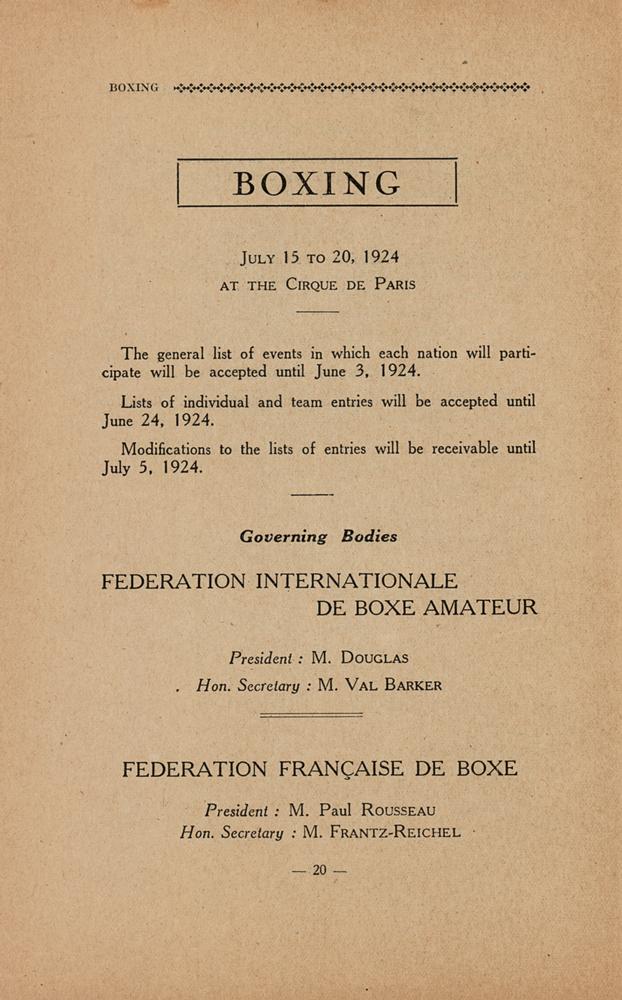 BOXING
BOXING
JULY 15 TO 20, 1924
AT THE CIRQUE DE PARIS
The general list of events in which each nation will parti-
cipate will be accepted until June 3, 1924.
Lists of individual and team entries will be accepted until
June 24, 1924.
Modifications to the lists of entries will be receivable until
July 5, 1924.
Governing Bodies
FEDERATION INTERNATIONALE
DE BOXE AMATEUR
President : M. DOUGLAS
Hon. Secretary : M. VAL BARKER
FEDERATION FRANÇAISE DE BOXE
President : M. Paul ROUSSEAU
Hon. Secretary : M. FRANTZ-REICHEL
— 20 —